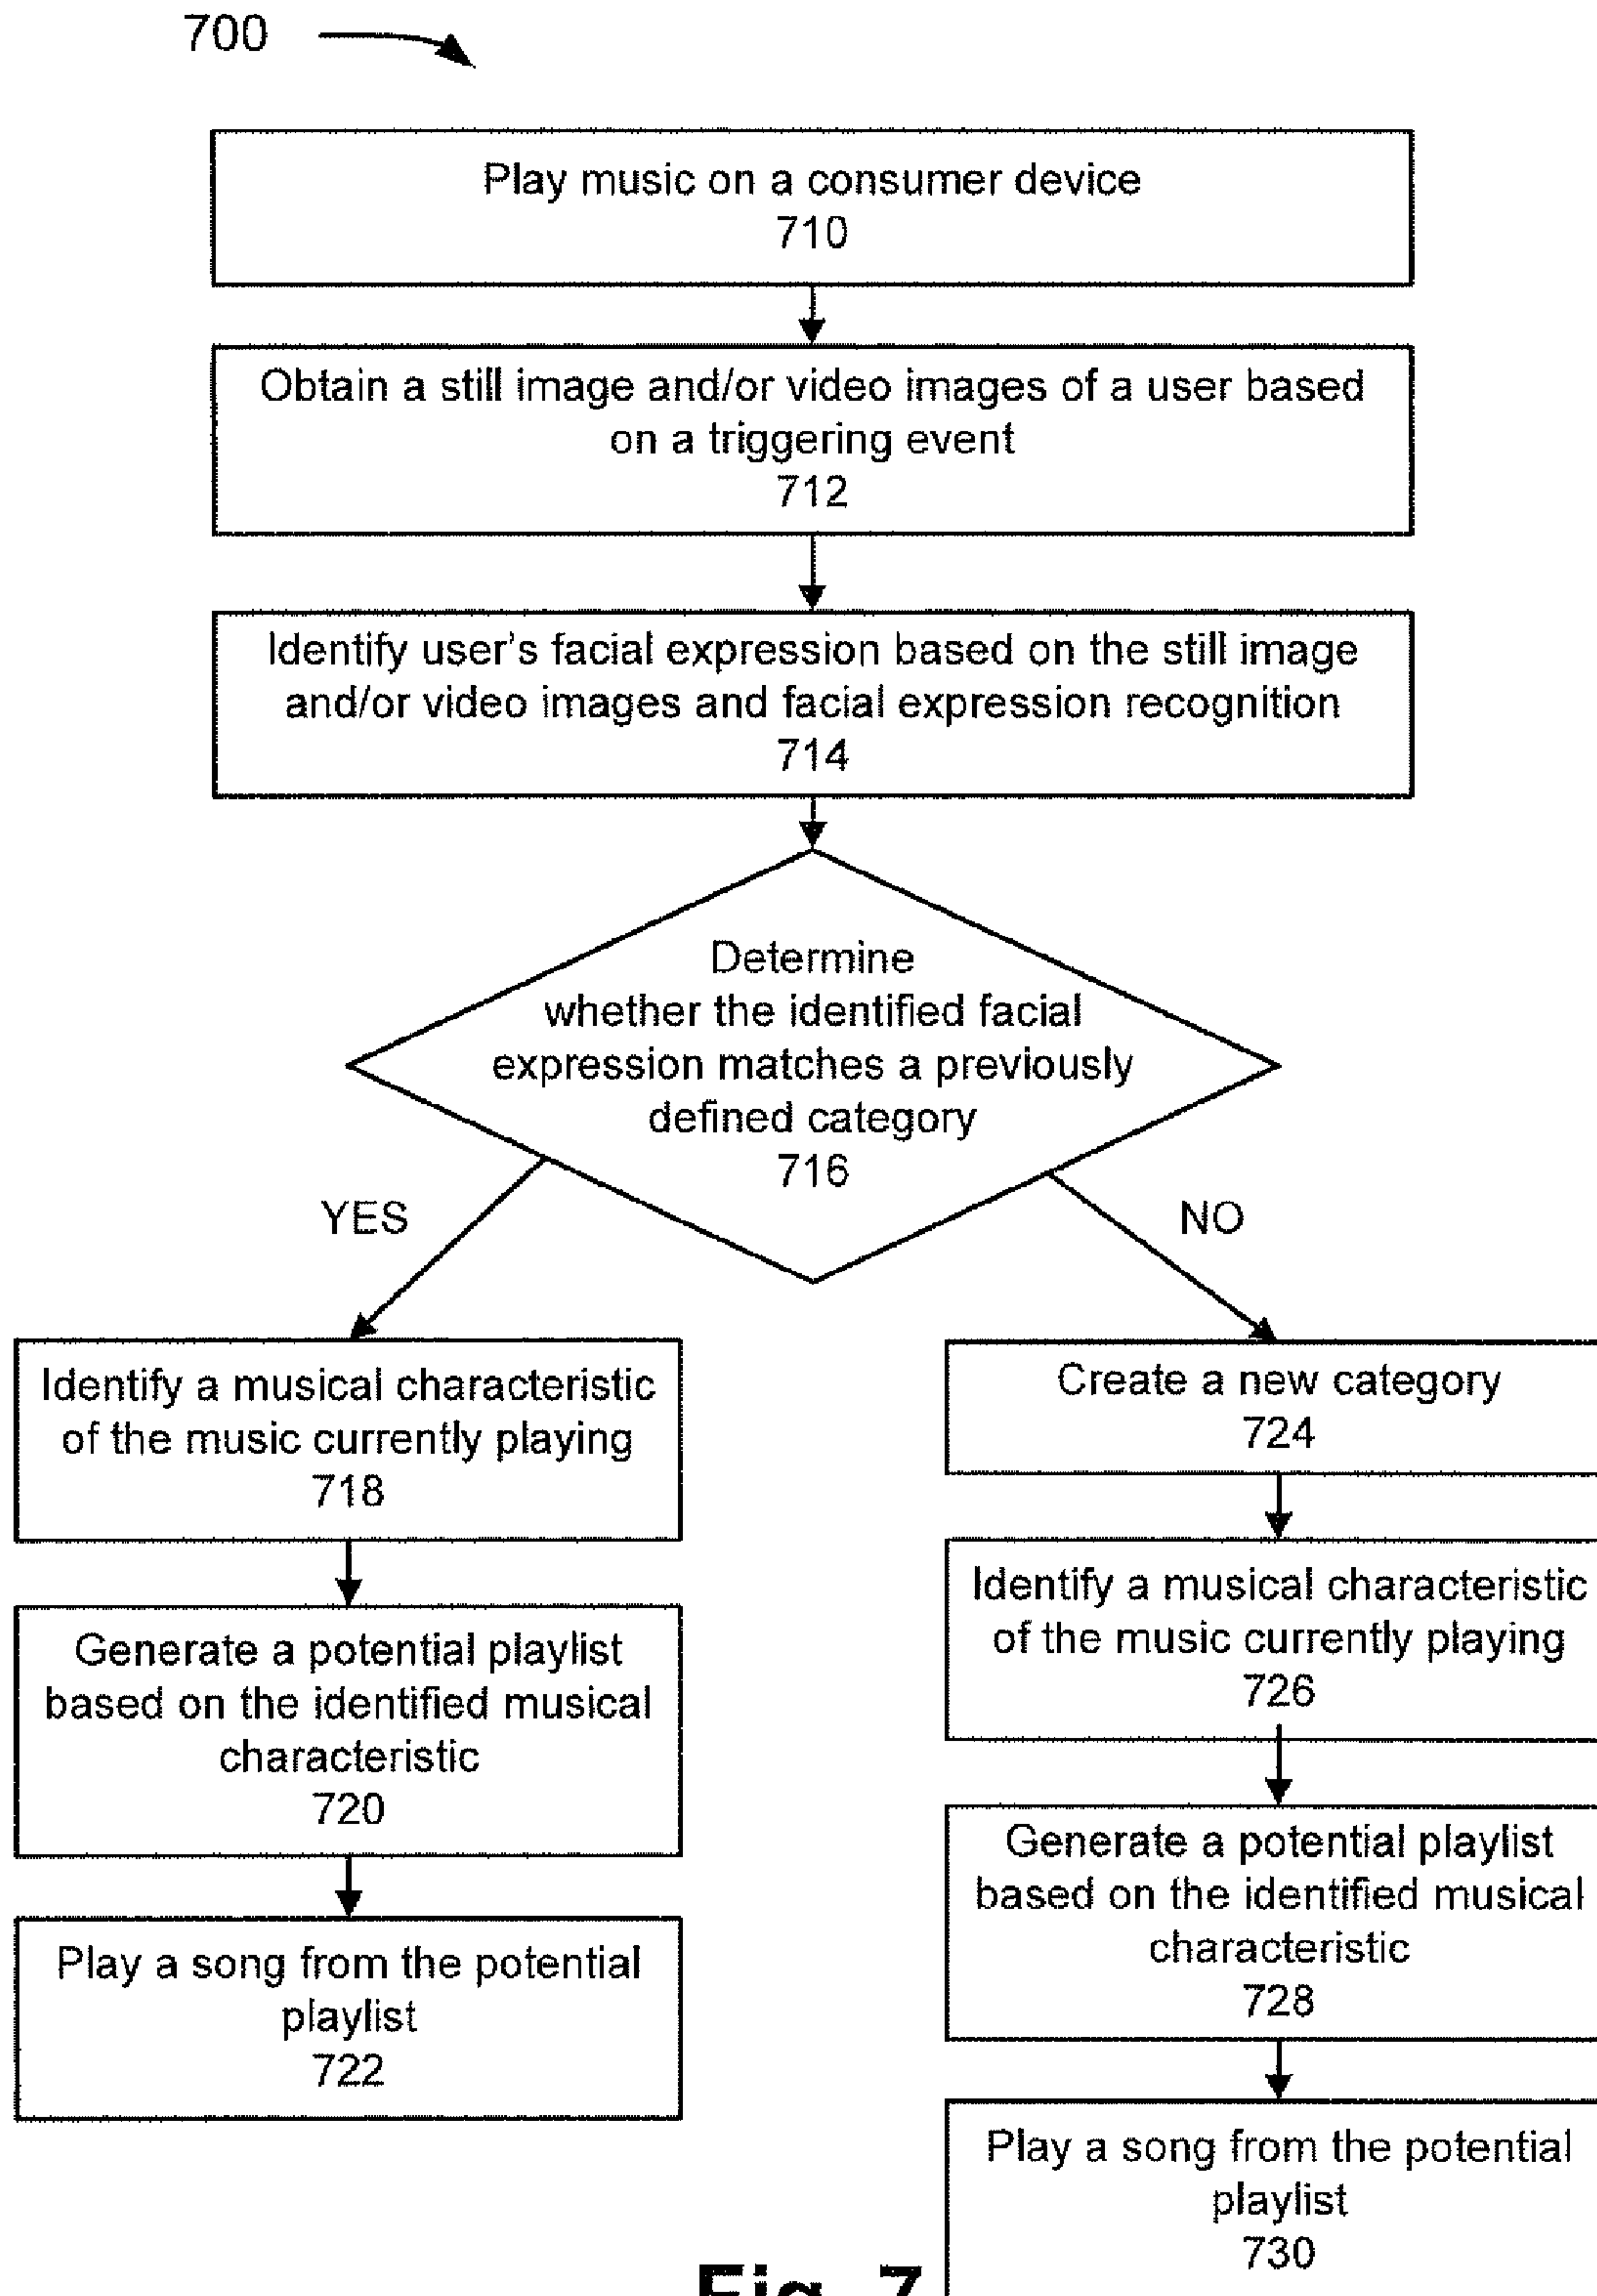 700
Play music on a consumer device
710
Obtain a still image and/or video images of a user based
on a triggering event
712
Identify user's facial expression based on the still image
and/or video images and facial expression recognition
714
Determine
whether the identified facial
expression matches a previously
defined category
716
YES
NO
Identify a musical characteristic
of the music currently playing
718
Generate a potential playlist
based on the identified musical
characteristic
720
Play a song from the potential
playlist
722
Create a new category
724
Identify a musical characteristic
of the music currently playing
726
Generate a potential playlist
based on the identified musical
characteristic
728
Play a song from the potential
playlist
730
Fig. 7